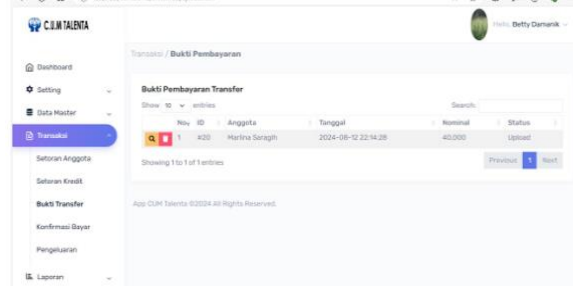 C.U.M TALENTA
Hello, Betty Damanik
Transaksi / Bukti Pembayaran
Dashboard
Setting
Data Master
Transaksi
Setoran Anggota
Setoran Kredit
Bukti Transfer
Konfirmasi Bayar
Pengeluaran
Laporan
Bukti Pembayaran Transfer
Show 10 entries
Search:
No ID Anggota Tanggal Nominal Status
1 #20 Marlina Saragih 2024-08-12 22:14:28 40,000 Upload
Showing 1 to 1 of 1 entries
Previous 1 Next
App CUM Talenta ©2024 All Rights Reserved.